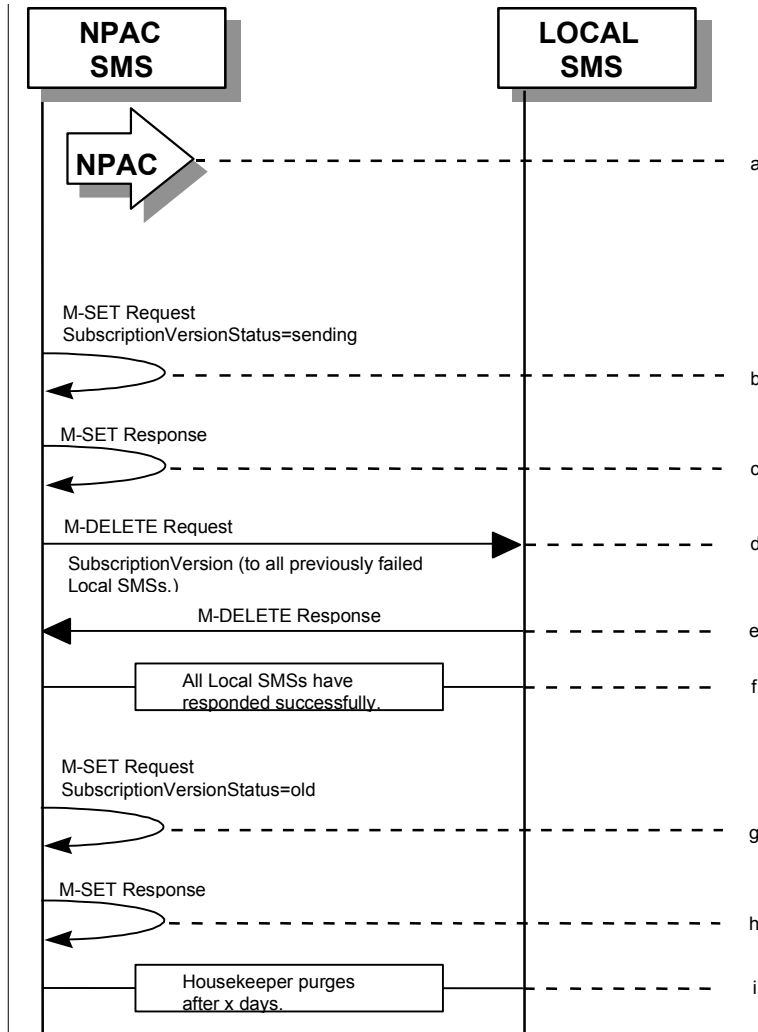 NPAC
SMS
LOCAL
SMS
NPAC
a
M-SET Request
SubscriptionVersionStatus=sending
b
M-SET Response
c
M-DELETE Request
d
SubscriptionVersion (to all previously failed
Local SMSs.)
M-DELETE Response
e
All Local SMSs have
responded successfully.
f
M-SET Request
SubscriptionVersionStatus=old
g
M-SET Response
h
Housekeeper purges
after x days.
i